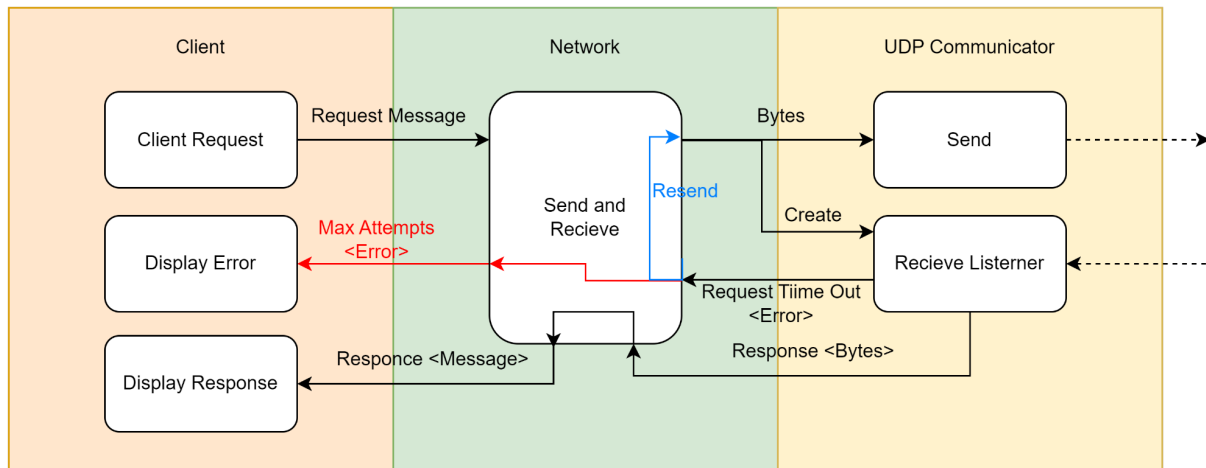 Client
Network
UDP Communicator
Client Request
Request Message
Bytes
Send
Resend
Send and
Recieve
Create
Max Attempts
<Error>
Display Error
Recieve Listerner
Request Tiime Out
<Error>
Response <Bytes>
Responce <Message>
Display Response